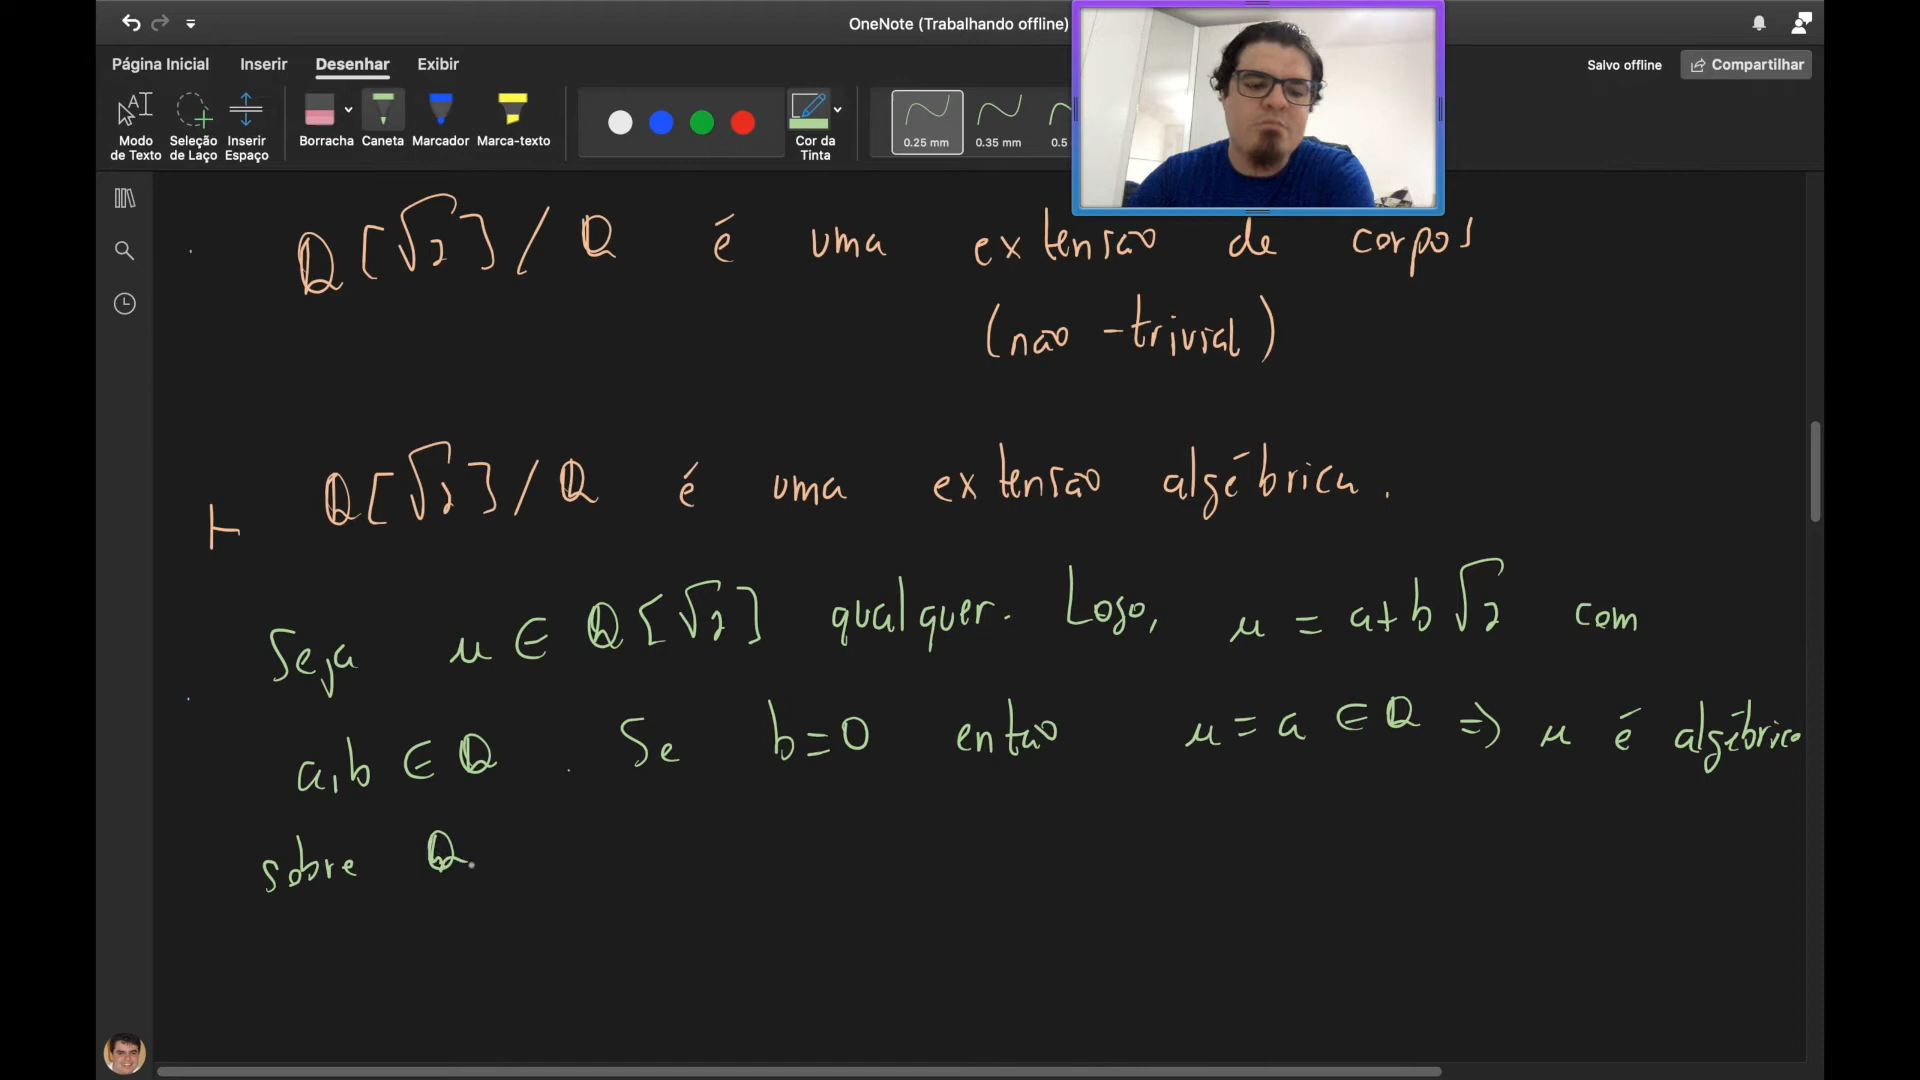 OneNote (Trabalhando offline)
Página Inicial Inserir Desenhar Exibir
Salvo offline Compartilhar
Modo de Texto
Seleção de Laço
Inserir Espaço
Borracha Caneta Marcador Marca-texto
Cor da Tinta
0.25 mm 0.35 mm 0.5
ℚ[√2]/ℚ é uma extensão de corpos
(não-trivial)
ℚ[√2]/ℚ é uma extensão algébrica.
Seja u ∈ ℚ[√2] qualquer. Logo, u = a+b√2 com
a,b ∈ ℚ. Se b=0 então u = a ∈ ℚ ⇒ u é algébrico
sobre ℚ.